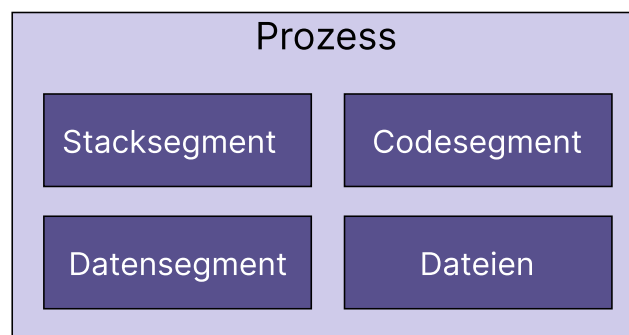 Prozess
Stacksegment
Codesegment
Datensegment
Dateien